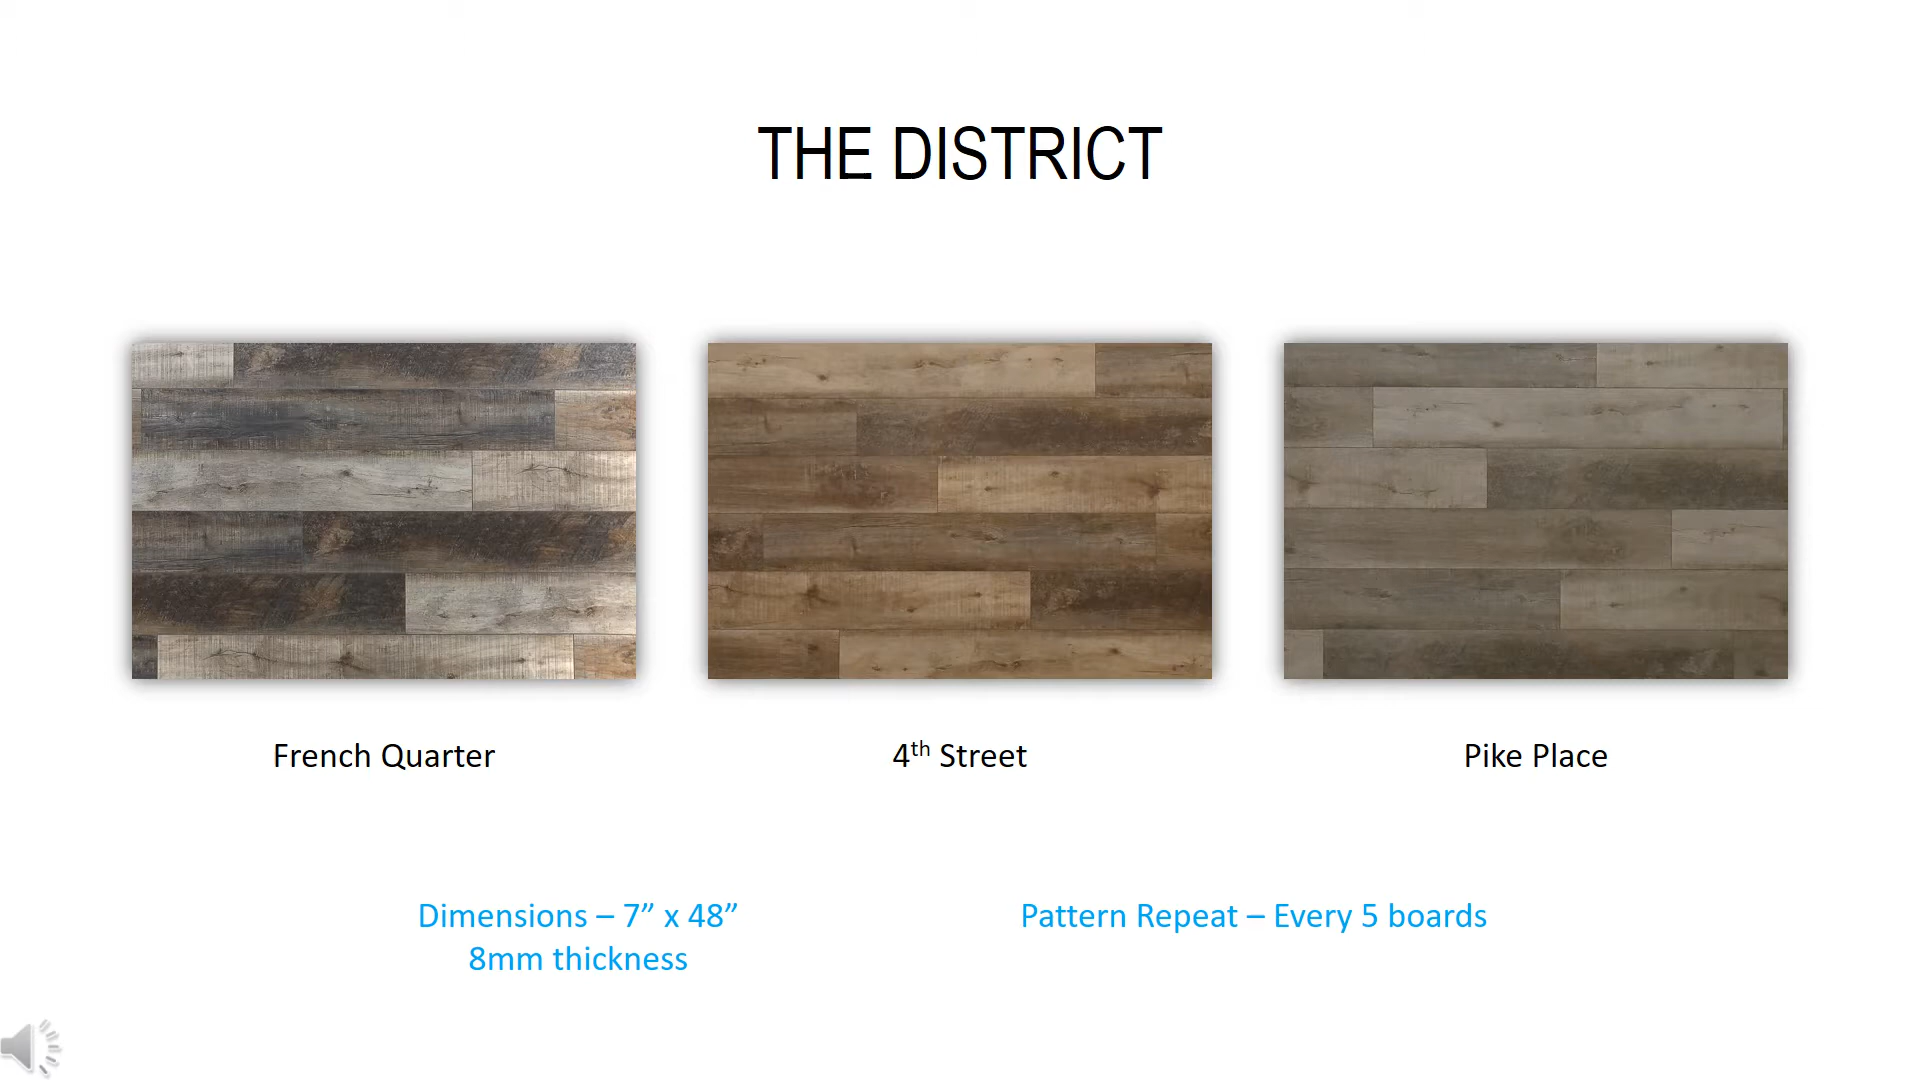 THE DISTRICT
French Quarter
4th Street
Pike Place
Dimensions – 7” x 48”
8mm thickness
Pattern Repeat – Every 5 boards